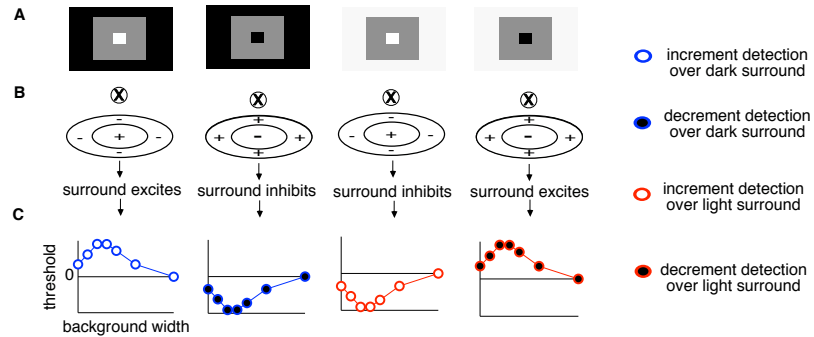 A
B
X X X X
- - + - -
+ + - + +
- - + - -
+ + - + +
surround excites
surround inhibits
surround inhibits
surround excites
C
threshold
0
background width
increment detection
over dark surround
decrement detection
over dark surround
increment detection
over light surround
decrement detection
over light surround